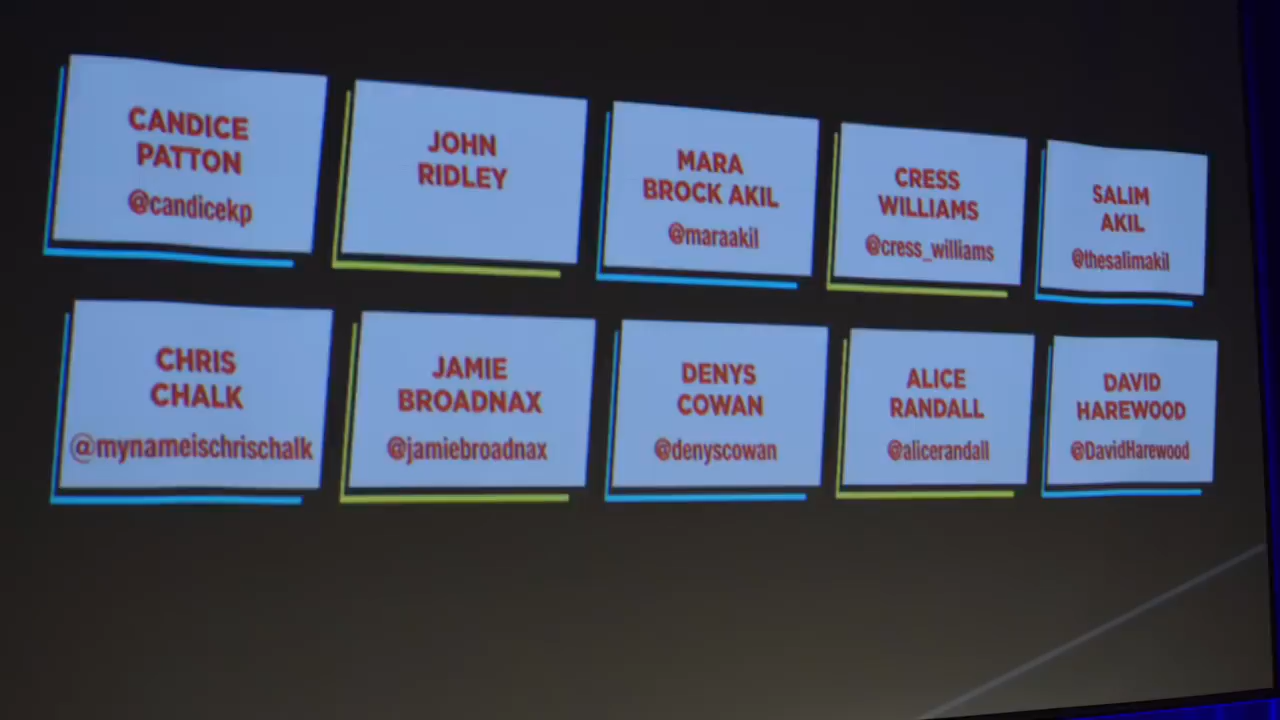 CANDICE
PATTON
@candicekp
JOHN
RIDLEY
MARA
BROCK AKIL
@maraakil
CRESS
WILLIAMS
@cress_williams
SALIM
AKIL
@thesalimakil
CHRIS
CHALK
@mynameischrischalk
JAMIE
BROADNAX
@jamiebroadnax
DENYS
COWAN
@denyscowan
ALICE
RANDALL
@alicerandall
DAVID
HAREWOOD
@DavidHarewood